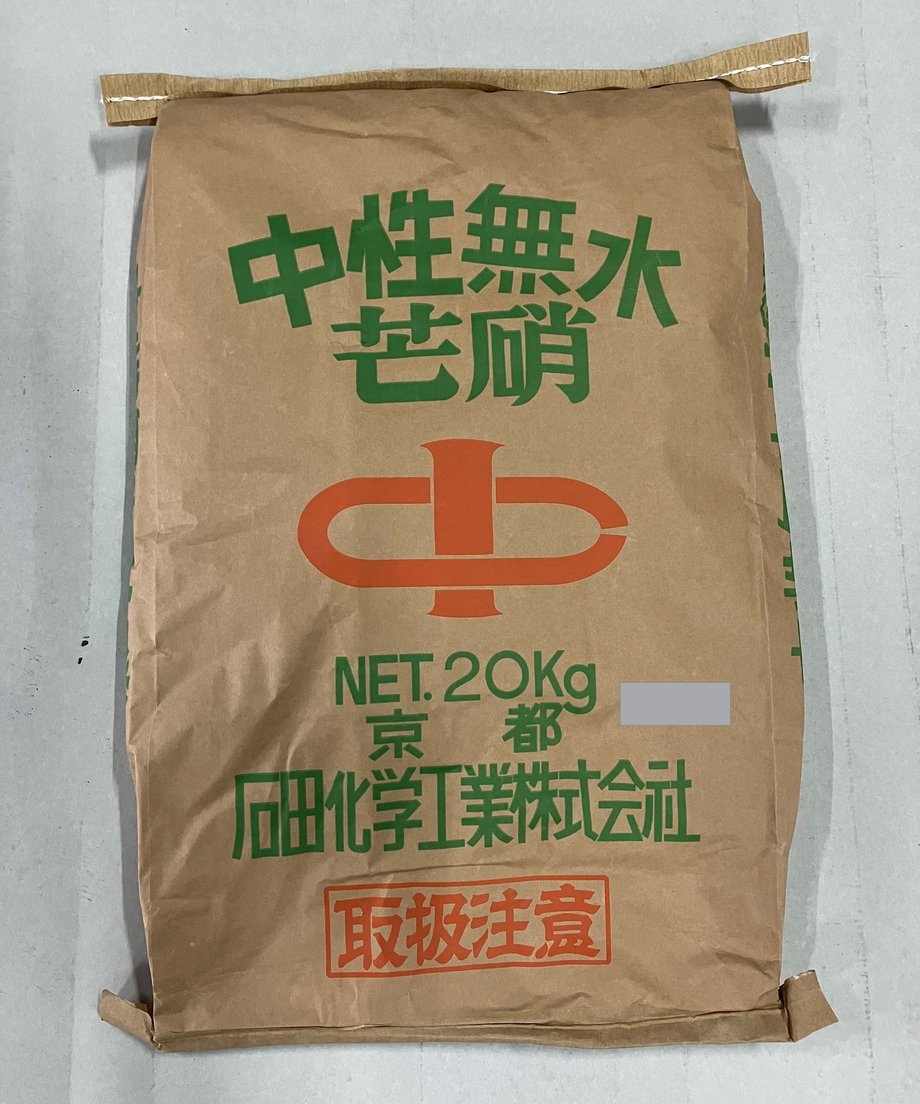 中性無水
芒硝
NET. 20Kg
京都
石田化学工業株式会社
取扱注意